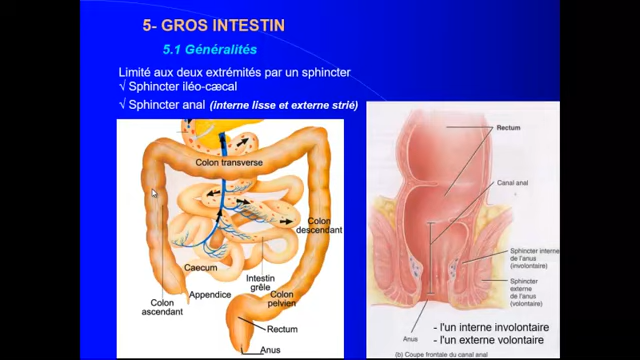 5- GROS INTESTIN
5.1 Généralités
Limité aux deux extrémités par un sphincter
√ Sphincter iléo-cæcal
√ Sphincter anal (interne lisse et externe strié)
Colon transverse
Colon
descendant
Caecum
Intestin
grêle
Appendice
Colon
pelvien
Colon
ascendant
Rectum
Anus
Rectum
Canal anal
Sphincter interne
de l'anus
(involontaire)
Sphincter
externe
de l'anus
(volontaire)
Anus
- l'un interne involontaire
- l'un externe volontaire
(b) Coupe frontale du canal anal